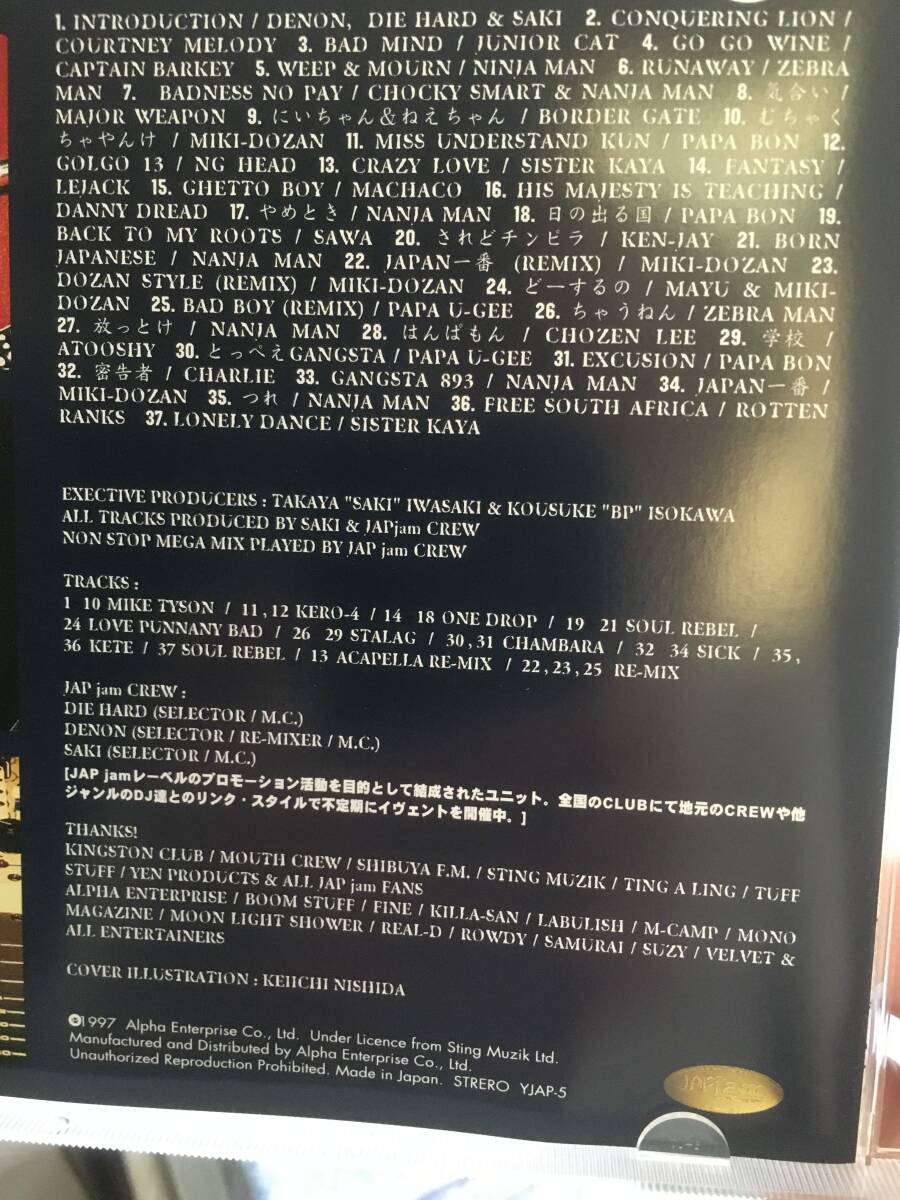 1. INTRODUCTION / DENON, DIE HARD & SAKI 2. CONQUERING LION /
COURTNEY MELODY 3. BAD MIND / JUNIOR CAT 4. GO GO WINE /
CAPTAIN BARKEY 5. WEEP & MOURN / NINJA MAN 6. RUNAWAY / ZEBRA
MAN 7. BADNESS NO PAY / CHOCKY SMART & NANJA MAN 8. 気合い /
MAJOR WEAPON 9. にいちゃん&ねえちゃん / BORDER GATE 10. むちゃく
ちゃやんけ / MIKI-DOZAN 11. MISS UNDERSTAND KUN / PAPA BON 12.
GOLGO 13 / NG HEAD 13. CRAZY LOVE / SISTER KAYA 14. FANTASY /
LEJACK 15. GHETTO BOY / MACHACO 16. HIS MAJESTY IS TEACHING /
DANNY DREAD 17. やめとき / NANJA MAN 18. 日の出る国 / PAPA BON 19.
BACK TO MY ROOTS / SAWA 20. されどチンピラ / KEN-JAY 21. BORN
JAPANESE / NANJA MAN 22. JAPAN一番 (REMIX) / MIKI-DOZAN 23.
DOZAN STYLE (REMIX) / MIKI-DOZAN 24. どーするの / MAYU & MIKI-
DOZAN 25. BAD BOY (REMIX) / PAPA U-GEE 26. ちゃうねん / ZEBRA MAN
27. 放っとけ / NANJA MAN 28. はんぱもん / CHOZEN LEE 29. 学校 /
ATOOSHY 30. とっぺえGANGSTA / PAPA U-GEE 31. EXCUSION / PAPA BON
32. 密告者 / CHARLIE 33. GANGSTA 893 / NANJA MAN 34. JAPAN一番 /
MIKI-DOZAN 35. つれ / NANJA MAN 36. FREE SOUTH AFRICA / ROTTEN
RANKS 37. LONELY DANCE / SISTER KAYA
EXECTIVE PRODUCERS : TAKAYA "SAKI" IWASAKI & KOUSUKE "BP" ISOKAWA
ALL TRACKS PRODUCED BY SAKI & JAPjam CREW
NON STOP MEGA MIX PLAYED BY JAP jam CREW
TRACKS :
1 10 MIKE TYSON / 11,12 KERO-4 / 14 18 ONE DROP / 19 21 SOUL REBEL /
24 LOVE PUNNANY BAD / 26 29 STALAG / 30,31 CHAMBARA / 32 34 SICK / 35,
36 KETE / 37 SOUL REBEL / 13 ACAPELLA RE-MIX / 22,23,25 RE-MIX
JAP jam CREW :
DIE HARD (SELECTOR / M.C.)
DENON (SELECTOR / RE-MIXER / M.C.)
SAKI (SELECTOR / M.C.)
[JAP jamレーベルのプロモーション活動を目的として結成されたユニット. 全国のCLUBにて地元のCREWや他
ジャンルのDJ達とのリンク・スタイルで不定期にイヴェントを開催中.]
THANKS!
KINGSTON CLUB / MOUTH CREW / SHIBUYA F.M. / STING MUZIK / TING A LING / TUFF
STUFF / YEN PRODUCTS & ALL JAP jam FANS
ALPHA ENTERPRISE / BOOM STUFF / FINE / KILLA-SAN / LABULISH / M-CAMP / MONO
MAGAZINE / MOON LIGHT SHOWER / REAL-D / ROWDY / SAMURAI / SUZY / VELVET &
ALL ENTERTAINERS
COVER ILLUSTRATION : KEIICHI NISHIDA
℗1997 Alpha Enterprise Co., Ltd. Under Licence from Sting Muzik Ltd.
Manufactured and Distributed by Alpha Enterprise Co., Ltd.
Unauthorized Reproduction Prohibited. Made in Japan. STRERO YJAP-5
JAPjam